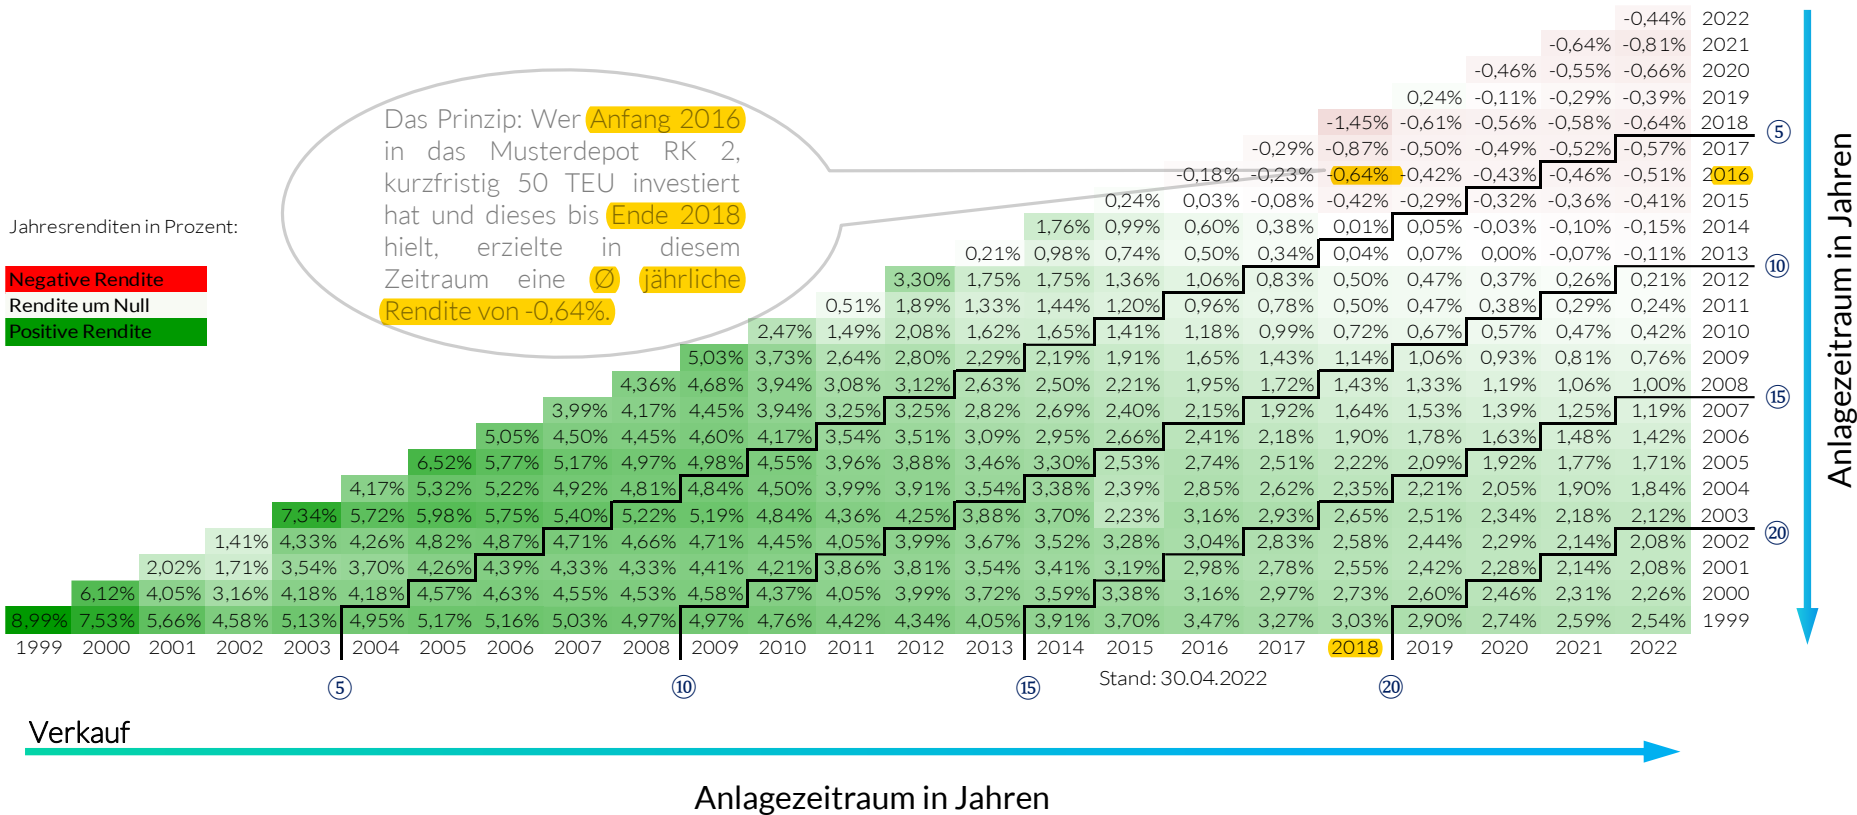 -0,44% 2022
-0,64% -0,81% 2021
-0,46% -0,55% -0,66% 2020
0,24% -0,11% -0,29% -0,39% 2019
-1,45% -0,61% -0,56% -0,58% -0,64% 2018
⑤
-0,29% -0,87% -0,50% -0,49% -0,52% -0,57% 2017
-0,18% -0,23% -0,64% -0,42% -0,43% -0,46% -0,51% 2016
0,24% 0,03% -0,08% -0,42% -0,29% -0,32% -0,36% -0,41% 2015
1,76% 0,99% 0,60% 0,38% 0,01% 0,05% -0,03% -0,10% -0,15% 2014
0,21% 0,98% 0,74% 0,50% 0,34% 0,04% 0,07% 0,00% -0,07% -0,11% 2013
⑩
3,30% 1,75% 1,75% 1,36% 1,06% 0,83% 0,50% 0,47% 0,37% 0,26% 0,21% 2012
0,51% 1,89% 1,33% 1,44% 1,20% 0,96% 0,78% 0,50% 0,47% 0,38% 0,29% 0,24% 2011
2,47% 1,49% 2,08% 1,62% 1,65% 1,41% 1,18% 0,99% 0,72% 0,67% 0,57% 0,47% 0,42% 2010
5,03% 3,73% 2,64% 2,80% 2,29% 2,19% 1,91% 1,65% 1,43% 1,14% 1,06% 0,93% 0,81% 0,76% 2009
4,36% 4,68% 3,94% 3,08% 3,12% 2,63% 2,50% 2,21% 1,95% 1,72% 1,43% 1,33% 1,19% 1,06% 1,00% 2008
⑮
3,99% 4,17% 4,45% 3,94% 3,25% 3,25% 2,82% 2,69% 2,40% 2,15% 1,92% 1,64% 1,53% 1,39% 1,25% 1,19% 2007
5,05% 4,50% 4,45% 4,60% 4,17% 3,54% 3,51% 3,09% 2,95% 2,66% 2,41% 2,18% 1,90% 1,78% 1,63% 1,48% 1,42% 2006
6,52% 5,77% 5,17% 4,97% 4,98% 4,55% 3,96% 3,88% 3,46% 3,30% 2,53% 2,74% 2,51% 2,22% 2,09% 1,92% 1,77% 1,71% 2005
4,17% 5,32% 5,22% 4,92% 4,81% 4,84% 4,50% 3,99% 3,91% 3,54% 3,38% 2,39% 2,85% 2,62% 2,35% 2,21% 2,05% 1,90% 1,84% 2004
7,34% 5,72% 5,98% 5,75% 5,40% 5,22% 5,19% 4,84% 4,36% 4,25% 3,88% 3,70% 2,23% 3,16% 2,93% 2,65% 2,51% 2,34% 2,18% 2,12% 2003
⑳
1,41% 4,33% 4,26% 4,82% 4,87% 4,71% 4,66% 4,71% 4,45% 4,05% 3,99% 3,67% 3,52% 3,28% 3,04% 2,83% 2,58% 2,44% 2,29% 2,14% 2,08% 2002
2,02% 1,71% 3,54% 3,70% 4,26% 4,39% 4,33% 4,33% 4,41% 4,21% 3,86% 3,81% 3,54% 3,41% 3,19% 2,98% 2,78% 2,55% 2,42% 2,28% 2,14% 2,08% 2001
6,12% 4,05% 3,16% 4,18% 4,18% 4,57% 4,63% 4,55% 4,53% 4,58% 4,37% 4,05% 3,99% 3,72% 3,59% 3,38% 3,16% 2,97% 2,73% 2,60% 2,46% 2,31% 2,26% 2000
8,99% 7,53% 5,66% 4,58% 5,13% 4,95% 5,17% 5,16% 5,03% 4,97% 4,97% 4,76% 4,42% 4,34% 4,05% 3,91% 3,70% 3,47% 3,27% 3,03% 2,90% 2,74% 2,59% 2,54% 1999
1999 2000 2001 2002 2003 2004 2005 2006 2007 2008 2009 2010 2011 2012 2013 2014 2015 2016 2017 2018 2019 2020 2021 2022
⑤ ⑩ ⑮ ⑳
Stand: 30.04.2022
Das Prinzip: Wer Anfang 2016
in das Musterdepot RK 2,
kurzfristig 50 TEU investiert
hat und dieses bis Ende 2018
hielt, erzielte in diesem
Zeitraum eine Ø jährliche
Rendite von -0,64%.
Jahresrenditen in Prozent:
Negative Rendite
Rendite um Null
Positive Rendite
Verkauf
Anlagezeitraum in Jahren
Anlagezeitraum in Jahren